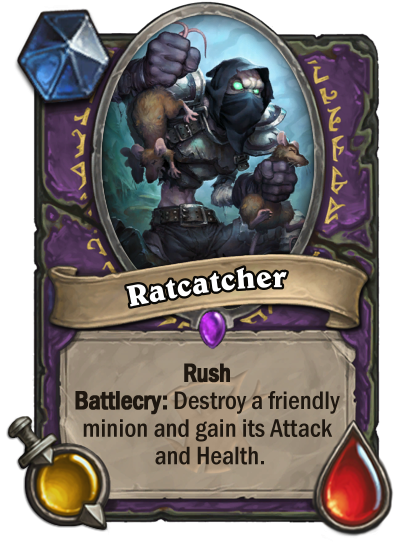 Ratcatcher
Rush
Battlecry: Destroy a friendly
minion and gain its Attack
and Health.